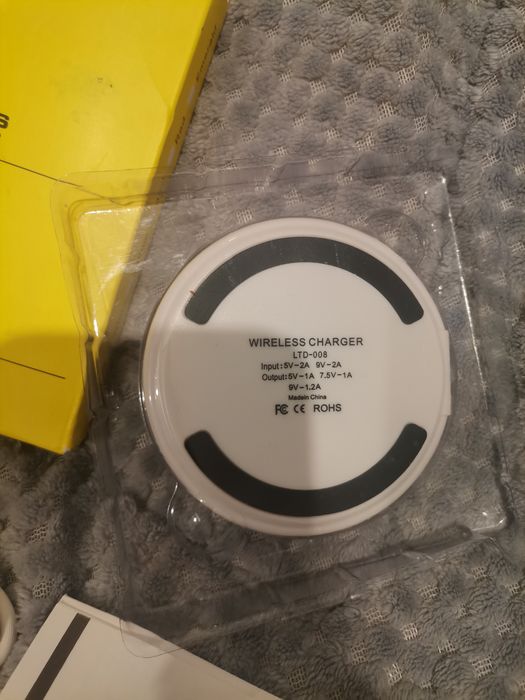 WIRELESS CHARGER
LTD-008
Input:5V-2A 9V-2A
Output:5V-1A 7.5V-1A
9V-1.2A
MadeIn China
FC CE ROHS